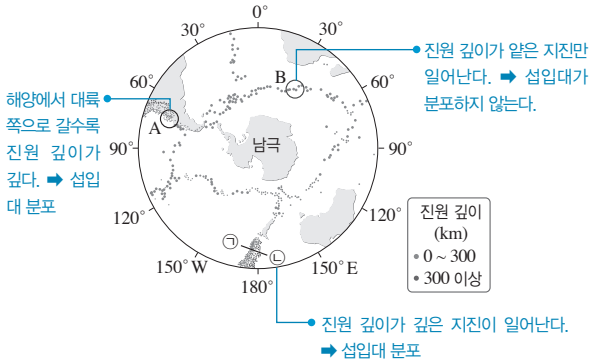 0°
30°
30°
진원 깊이가 얕은 지진만
일어난다. ➡ 섭입대가
분포하지 않는다.
B
60°
60°
해양에서 대륙
쪽으로 갈수록
진원 깊이가
깊다. ➡ 섭입
대 분포
A
90°
남극
90°
120°
120°
진원 깊이
(km)
0 ~ 300
300 이상
㉠
㉡
150°W
180°
150°E
진원 깊이가 깊은 지진이 일어난다.
➡ 섭입대 분포